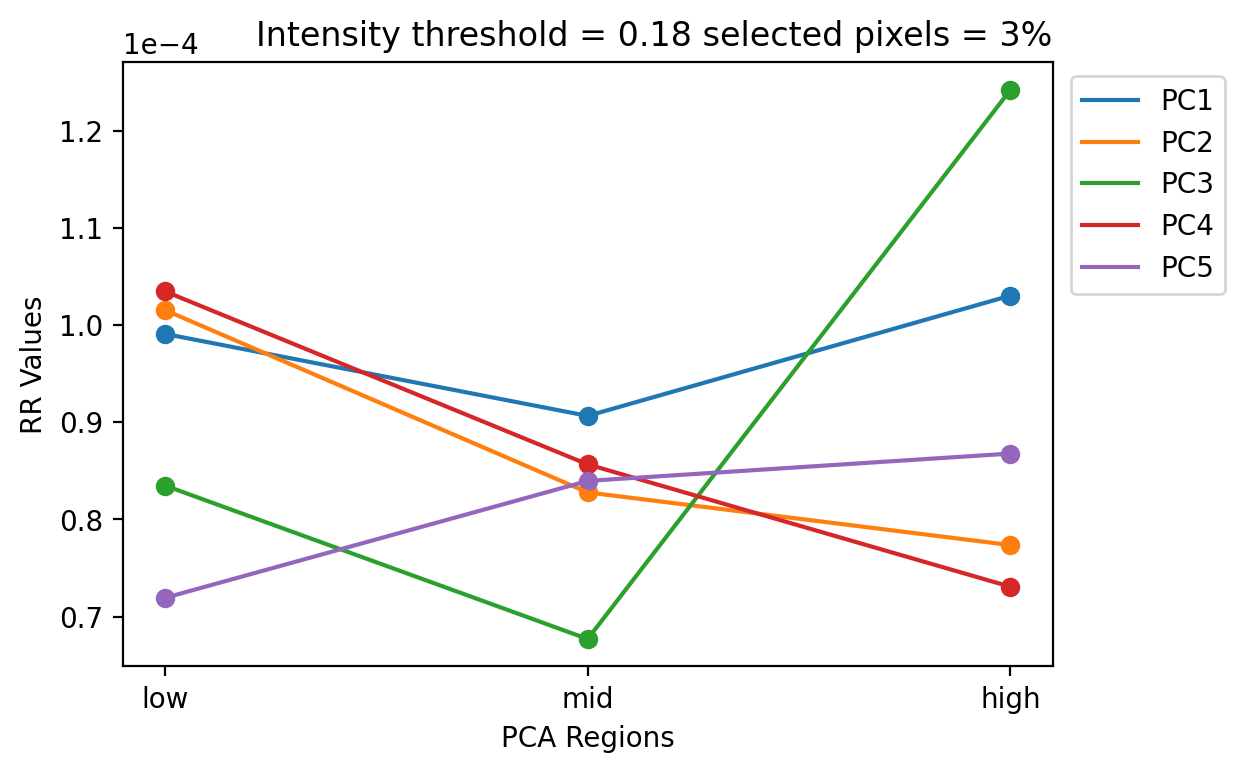 Intensity threshold = 0.18 selected pixels = 3%
1e−4
1.2
1.1
1.0
0.9
0.8
0.7
RR Values
low
mid
high
PCA Regions
PC1
PC2
PC3
PC4
PC5